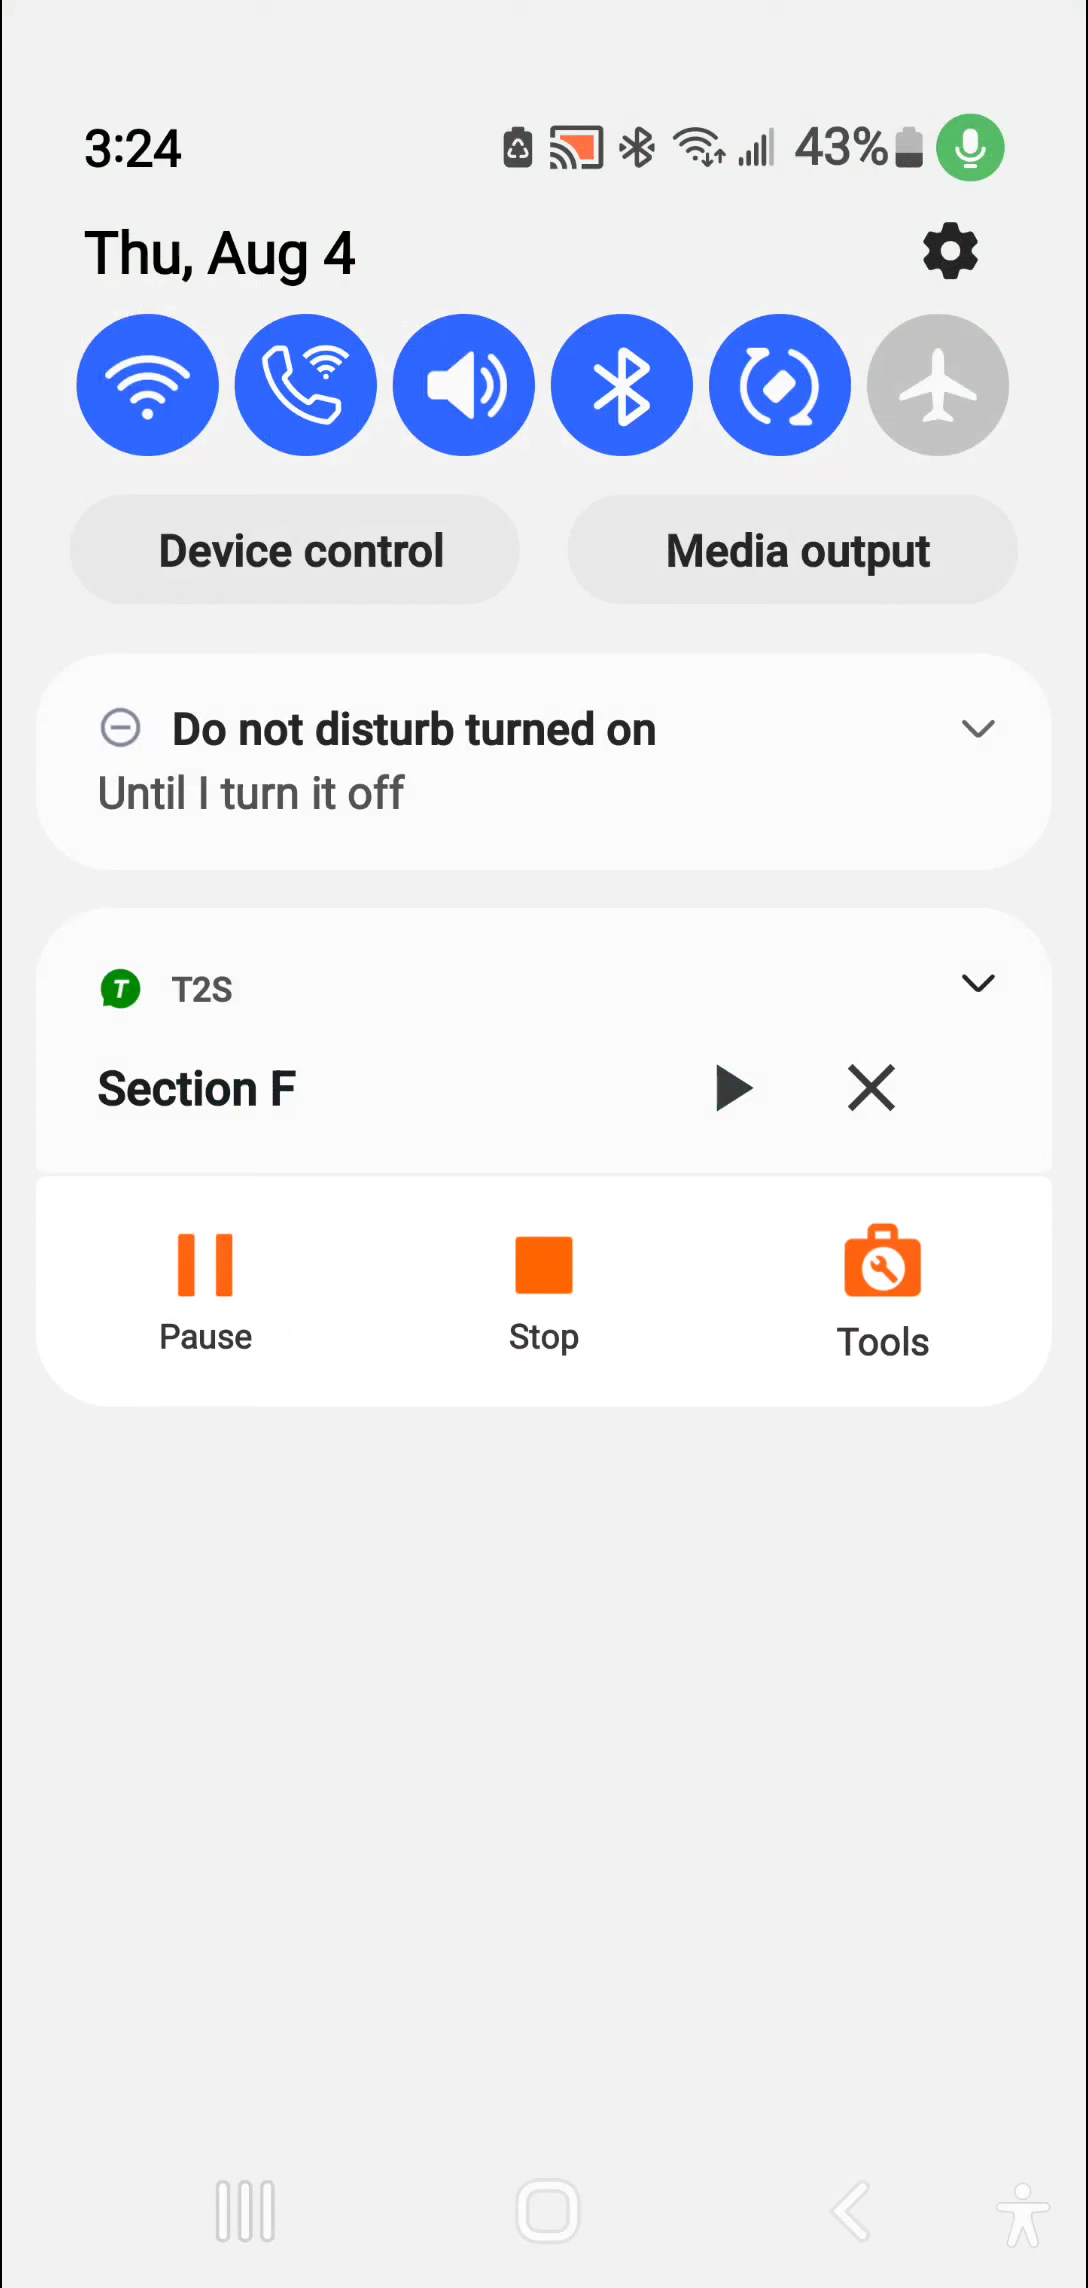 3:24 43%
Thu, Aug 4
Device control Media output
Do not disturb turned on
Until I turn it off
T T2S
Section F
Pause Stop Tools